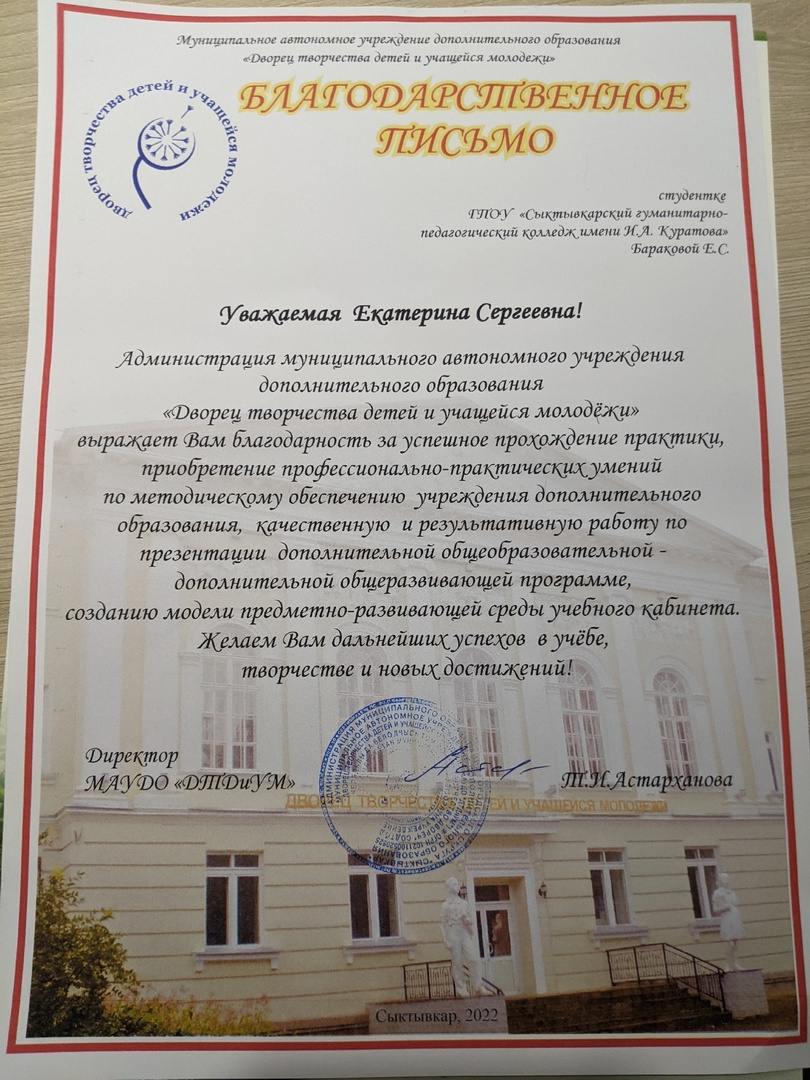 Муниципальное автономное учреждение дополнительного образования
«Дворец творчества детей и учащейся молодежи»
дворец творчества детей и учащейся молодежи
БЛАГОДАРСТВЕННОЕ
ПИСЬМО
студентке
ГПОУ «Сыктывкарский гуманитарно-
педагогический колледж имени И.А. Куратова»
Бараковой Е.С.
Уважаемая Екатерина Сергеевна!
Администрация муниципального автономного учреждения
дополнительного образования
«Дворец творчества детей и учащейся молодёжи»
выражает Вам благодарность за успешное прохождение практики,
приобретение профессионально-практических умений
по методическому обеспечению учреждения дополнительного
образования, качественную и результативную работу по
презентации дополнительной общеобразовательной -
дополнительной общеразвивающей программе,
созданию модели предметно-развивающей среды учебного кабинета.
Желаем Вам дальнейших успехов в учёбе,
творчестве и новых достижений!
Директор
МАУДО «ДТДиУМ»
Т.Н.Астарханова
ДВОРЕЦ ТВОРЧЕСТВА ДЕТЕЙ И УЧАЩЕЙСЯ МОЛОДЕЖИ
Сыктывкар, 2022